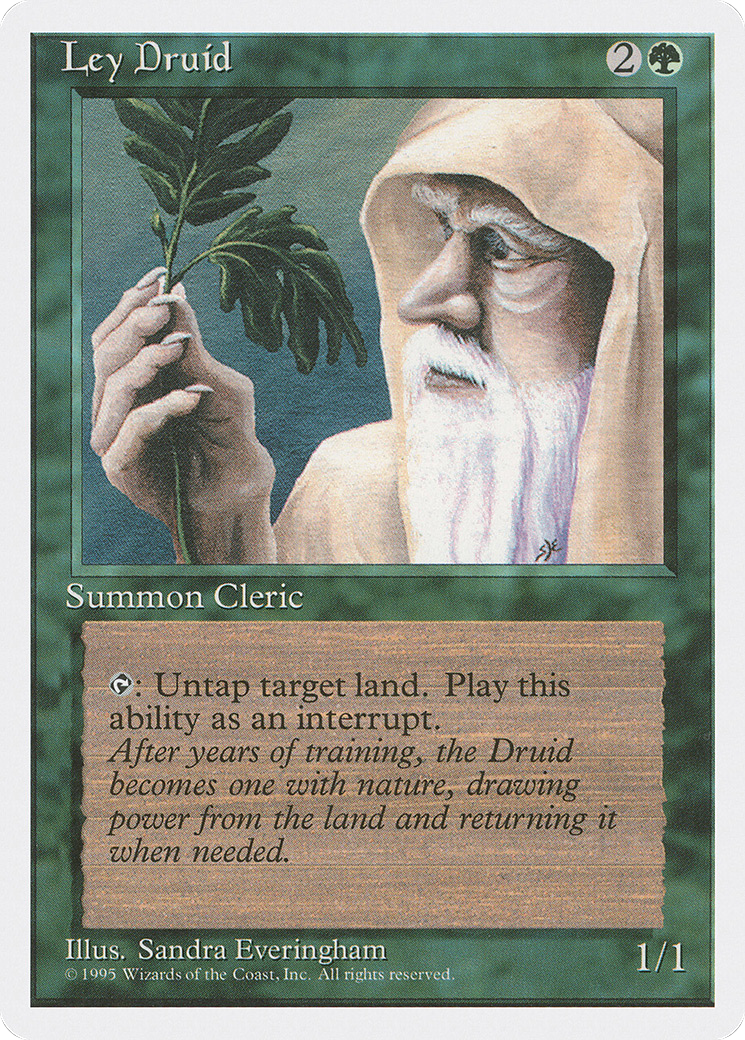 Ley Druid
2
Summon Cleric
: Untap target land. Play this
ability as an interrupt.
After years of training, the Druid
becomes one with nature, drawing
power from the land and returning it
when needed.
Illus. Sandra Everingham
1/1
© 1995 Wizards of the Coast, Inc. All rights reserved.